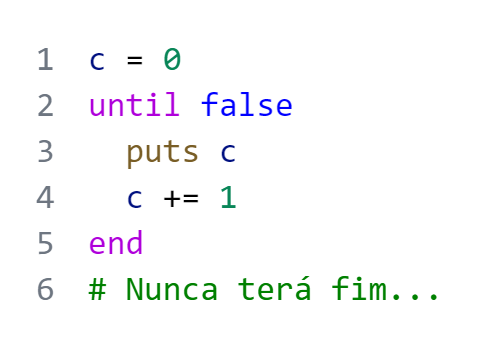 1 c = 0
2 until false
3   puts c
4   c += 1
5 end
6 # Nunca terá fim...